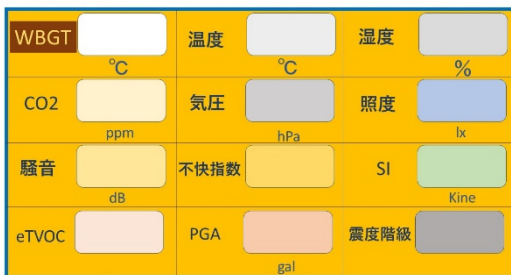 WBGT 温度 湿度
℃ ℃ %
CO2 気圧 照度
ppm hPa lx
騒音 不快指数 SI
dB Kine
eTVOC PGA 震度階級
gal